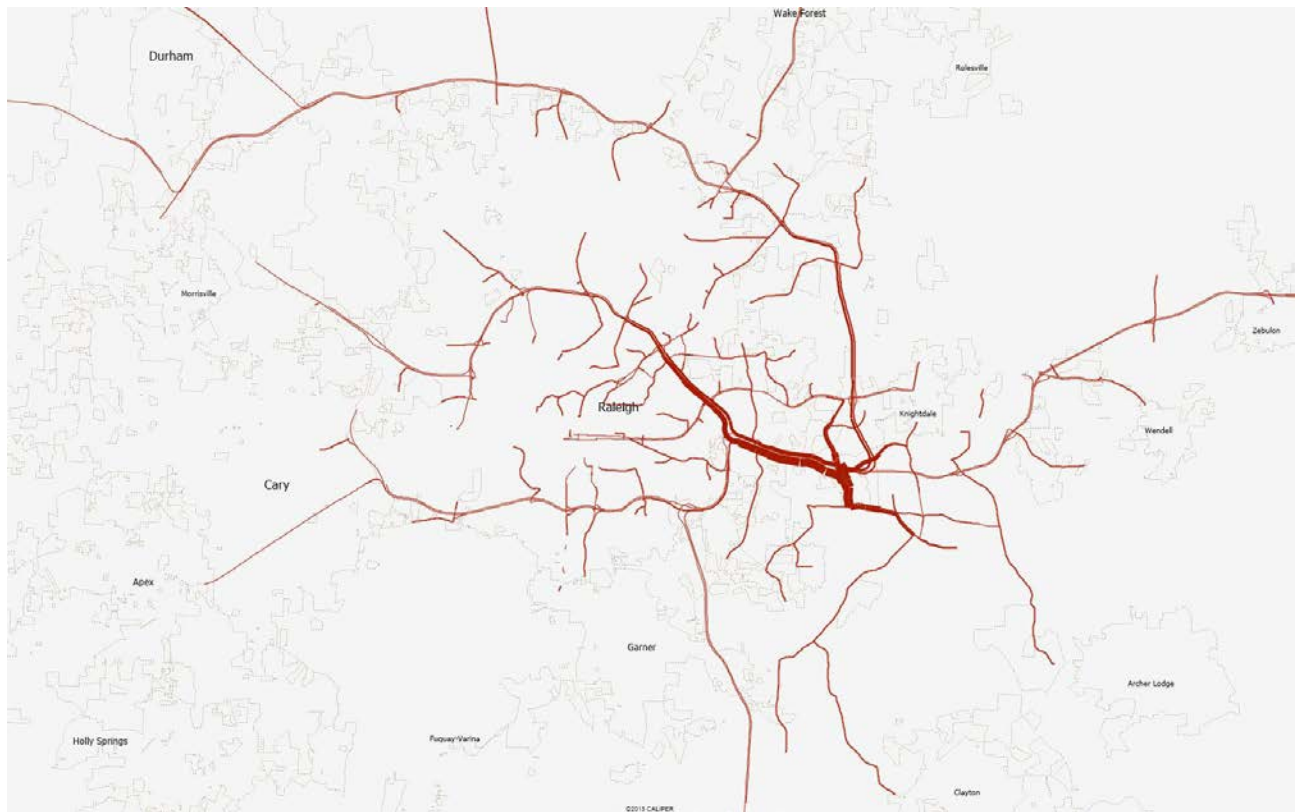 Wake Forest
Durham
Rolesville
Morrisville
Zebulon
Raleigh
Knightdale
Wendell
Cary
Apex
Garner
Archer Lodge
Holly Springs
Fuquay-Varina
Clayton
©2015 CALIPER